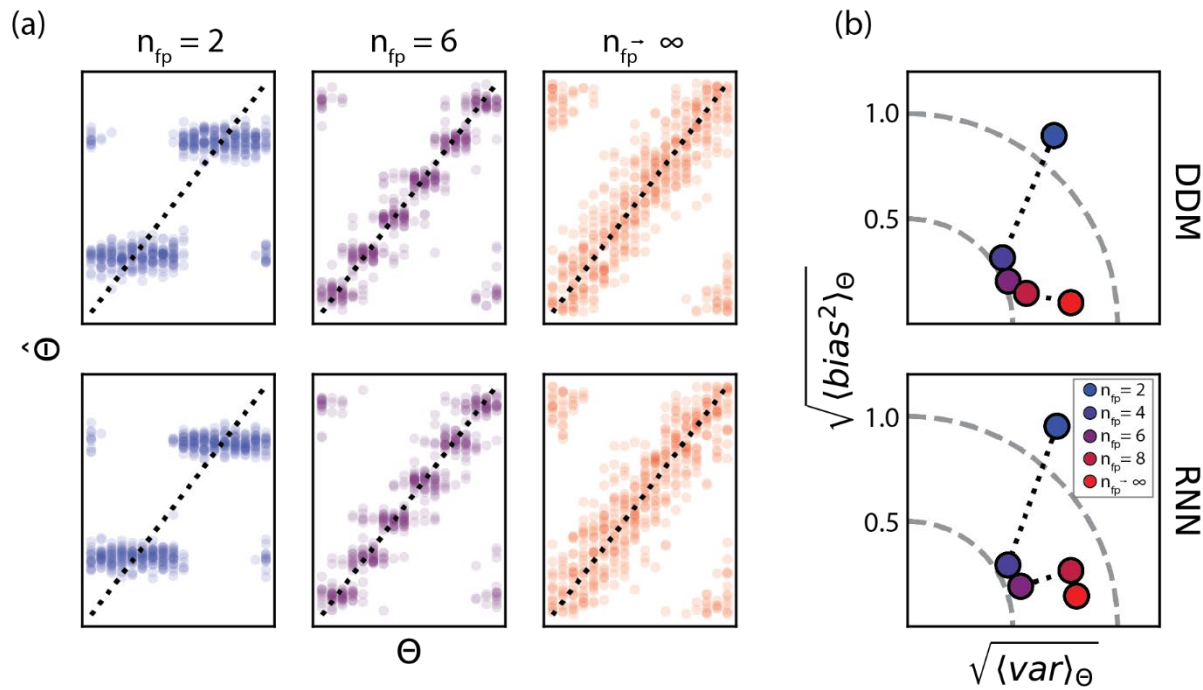 (a)
n_fp = 2
n_fp = 6
n_fp → ∞
(b)
1.0
0.5
DDM
Θ̂
√⟨bias²⟩_Θ
1.0
0.5
n_fp = 2
n_fp = 4
n_fp = 6
n_fp = 8
n_fp → ∞
RNN
Θ
√⟨var⟩_Θ